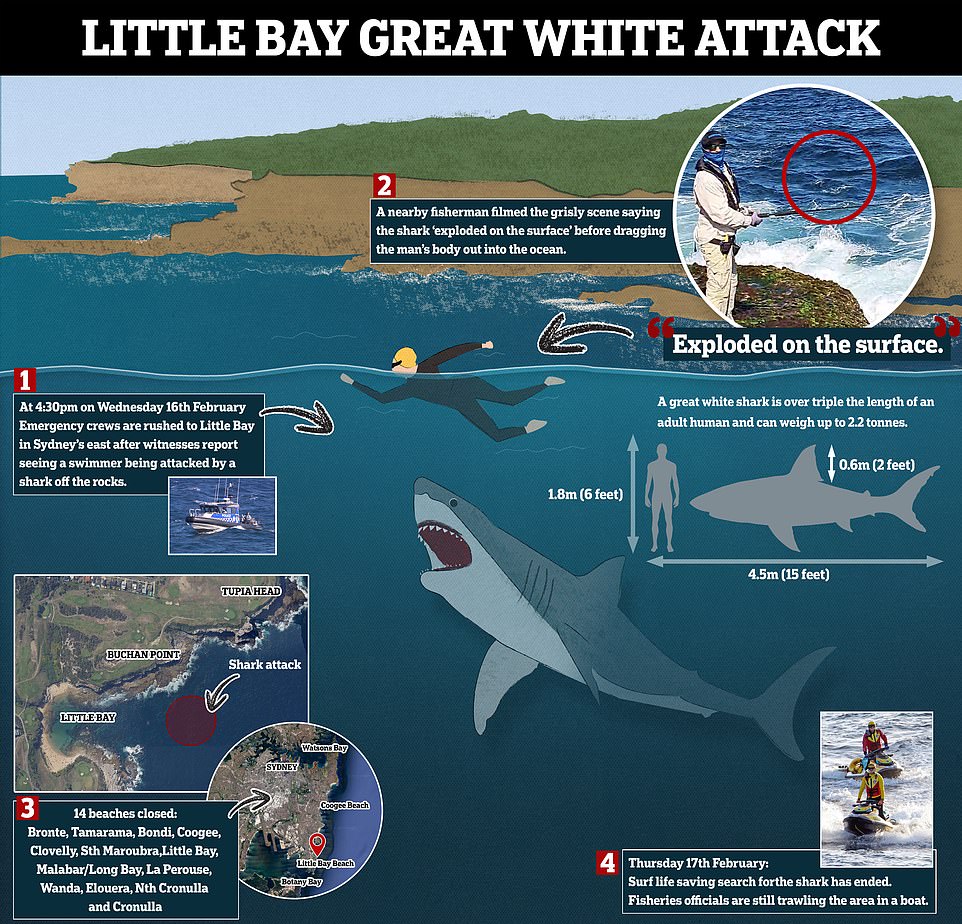 LITTLE BAY GREAT WHITE ATTACK
2
A nearby fisherman filmed the grisly scene saying
the shark ‘exploded on the surface’ before dragging
the man’s body out into the ocean.
“Exploded on the surface.”
1
At 4:30pm on Wednesday 16th February
Emergency crews are rushed to Little Bay
in Sydney’s east after witnesses report
seeing a swimmer being attacked by a
shark off the rocks.
A great white shark is over triple the length of an
adult human and can weigh up to 2.2 tonnes.
0.6m (2 feet)
1.8m (6 feet)
4.5m (15 feet)
TUPIA HEAD
BUCHAN POINT
Shark attack
LITTLE BAY
Watsons Bay
SYDNEY
Coogee Beach
Little Bay Beach
Botany Bay
3
14 beaches closed:
Bronte, Tamarama, Bondi, Coogee,
Clovelly, Sth Maroubra,Little Bay,
Malabar/Long Bay, La Perouse,
Wanda, Elouera, Nth Cronulla
and Cronulla
4
Thursday 17th February:
Surf life saving search forthe shark has ended.
Fisheries officials are still trawling the area in a boat.